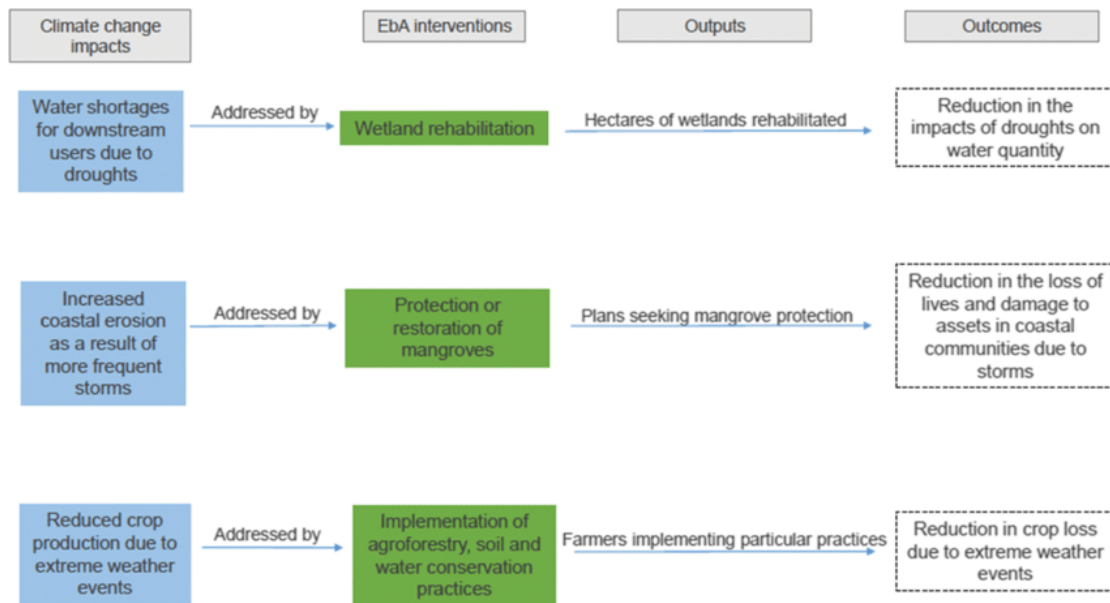 Climate change
impacts
EbA interventions
Outputs
Outcomes
Water shortages
for downstream
users due to
droughts
Addressed by
Wetland rehabilitation
Hectares of wetlands rehabilitated
Reduction in the
impacts of droughts on
water quantity
Increased
coastal erosion
as a result of
more frequent
storms
Addressed by
Protection or
restoration of
mangroves
Plans seeking mangrove protection
Reduction in the loss of
lives and damage to
assets in coastal
communities due to
storms
Reduced crop
production due to
extreme weather
events
Addressed by
Implementation of
agroforestry, soil and
water conservation
practices
Farmers implementing particular practices
Reduction in crop loss
due to extreme weather
events